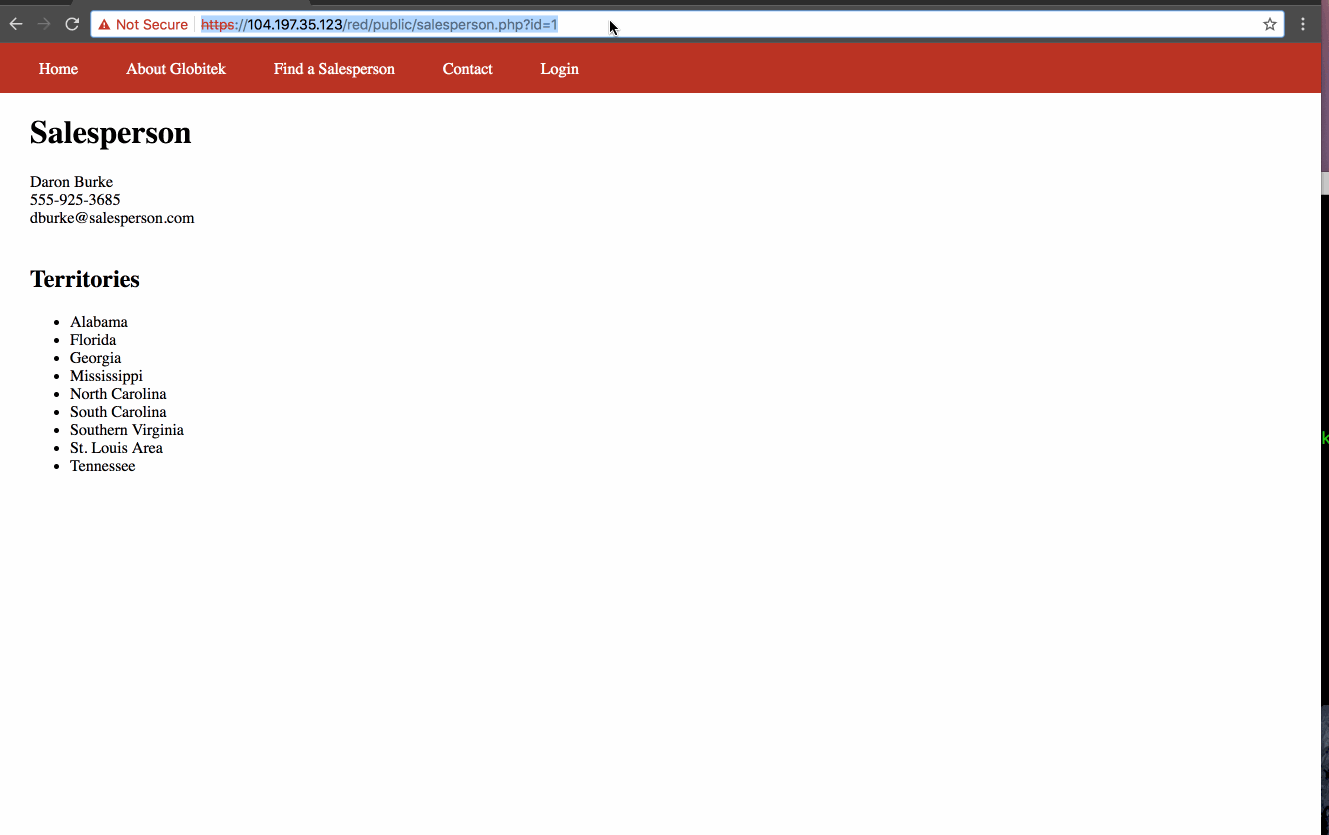 Not Secure https://104.197.35.123/red/public/salesperson.php?id=1
Home About Globitek Find a Salesperson Contact Login
Salesperson
Daron Burke
555-925-3685
dburke@salesperson.com
Territories
• Alabama
• Florida
• Georgia
• Mississippi
• North Carolina
• South Carolina
• Southern Virginia
• St. Louis Area
• Tennessee
k